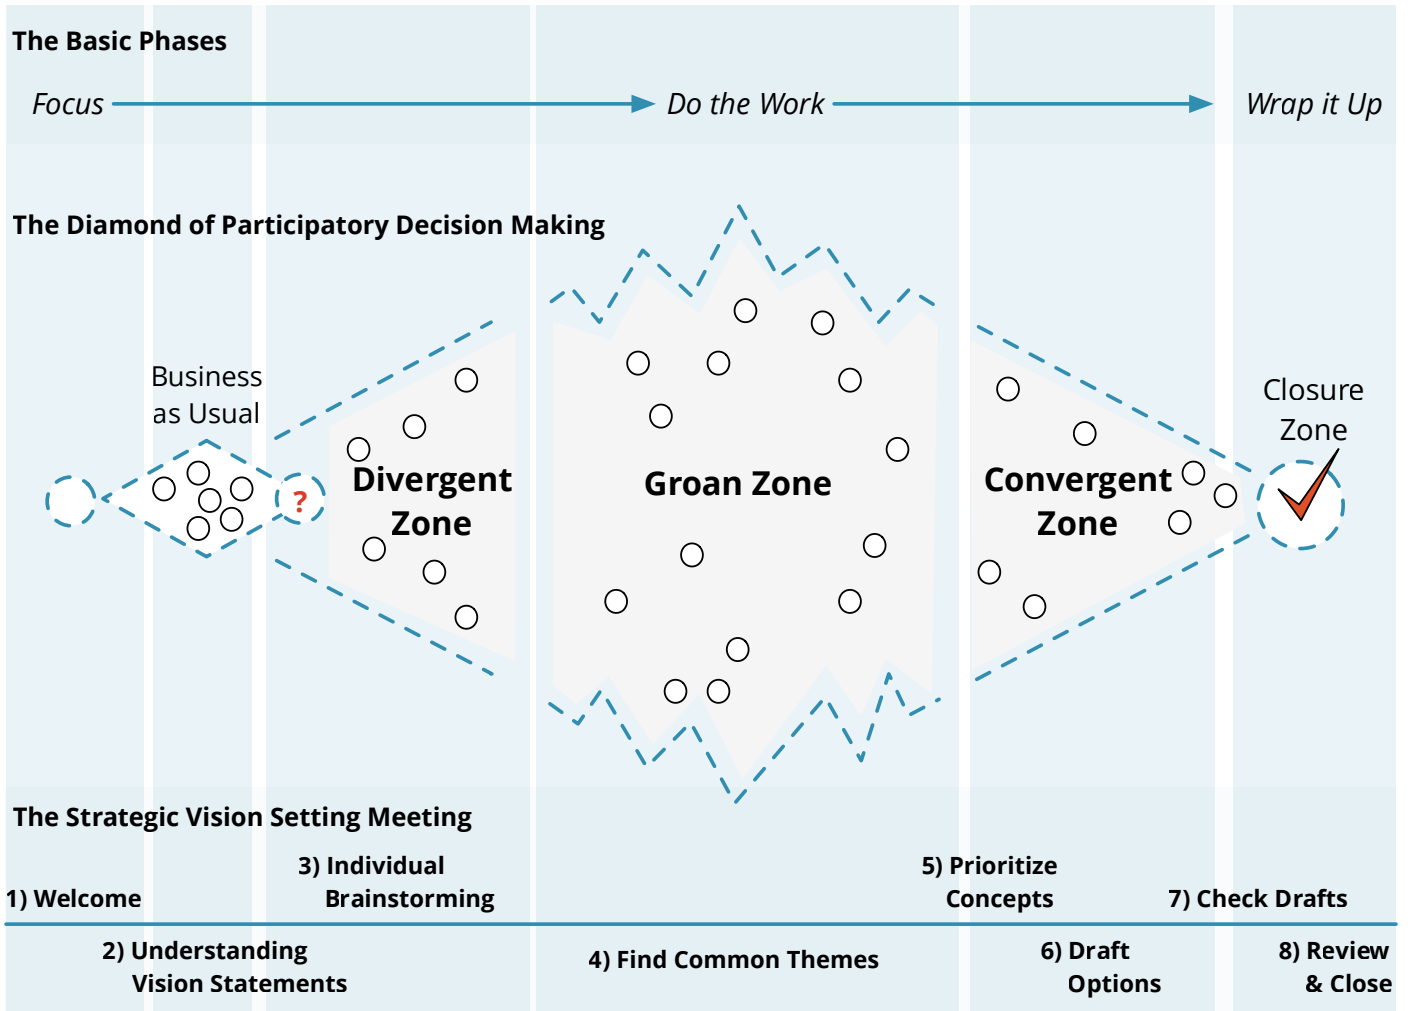 The Basic Phases
Focus
Do the Work
Wrap it Up
The Diamond of Participatory Decision Making
Business
as Usual
Closure
Zone
?
Divergent
Zone
Groan Zone
Convergent
Zone
The Strategic Vision Setting Meeting
1) Welcome
2) Understanding
Vision Statements
3) Individual
Brainstorming
4) Find Common Themes
5) Prioritize
Concepts
6) Draft
Options
7) Check Drafts
8) Review
& Close